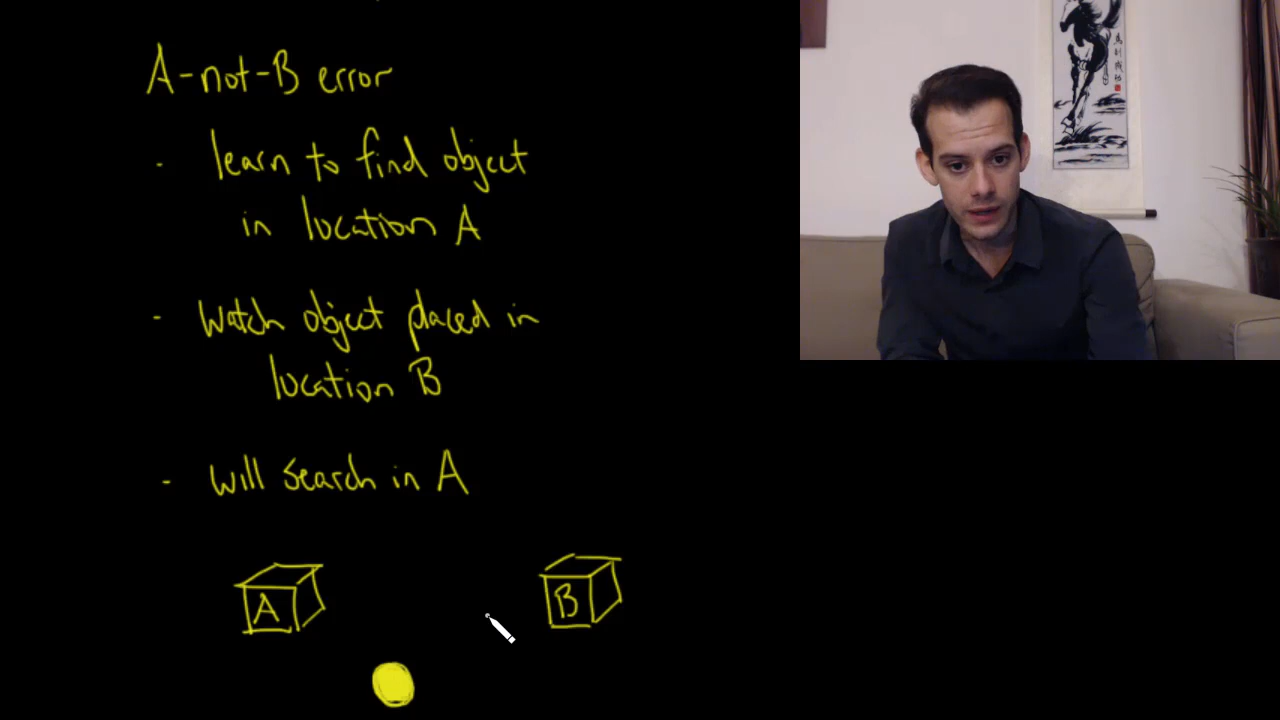 A-not-B error
· learn to find object
in location A
- Watch object placed in
location B
- Will search in A
A
B